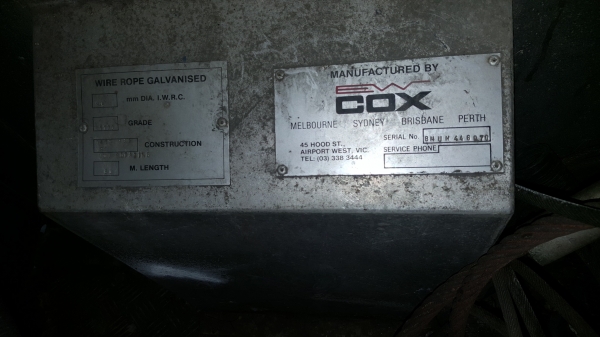 WIRE ROPE GALVANISED
mm DIA. I.W.R.C.
GRADE
CONSTRUCTION
M. LENGTH
MANUFACTURED BY
EW
COX
MELBOURNE SYDNEY BRISBANE PERTH
45 HOOD ST.,
AIRPORT WEST, VIC.
TEL: (03) 338 3444
SERIAL No.
SERVICE PHONE